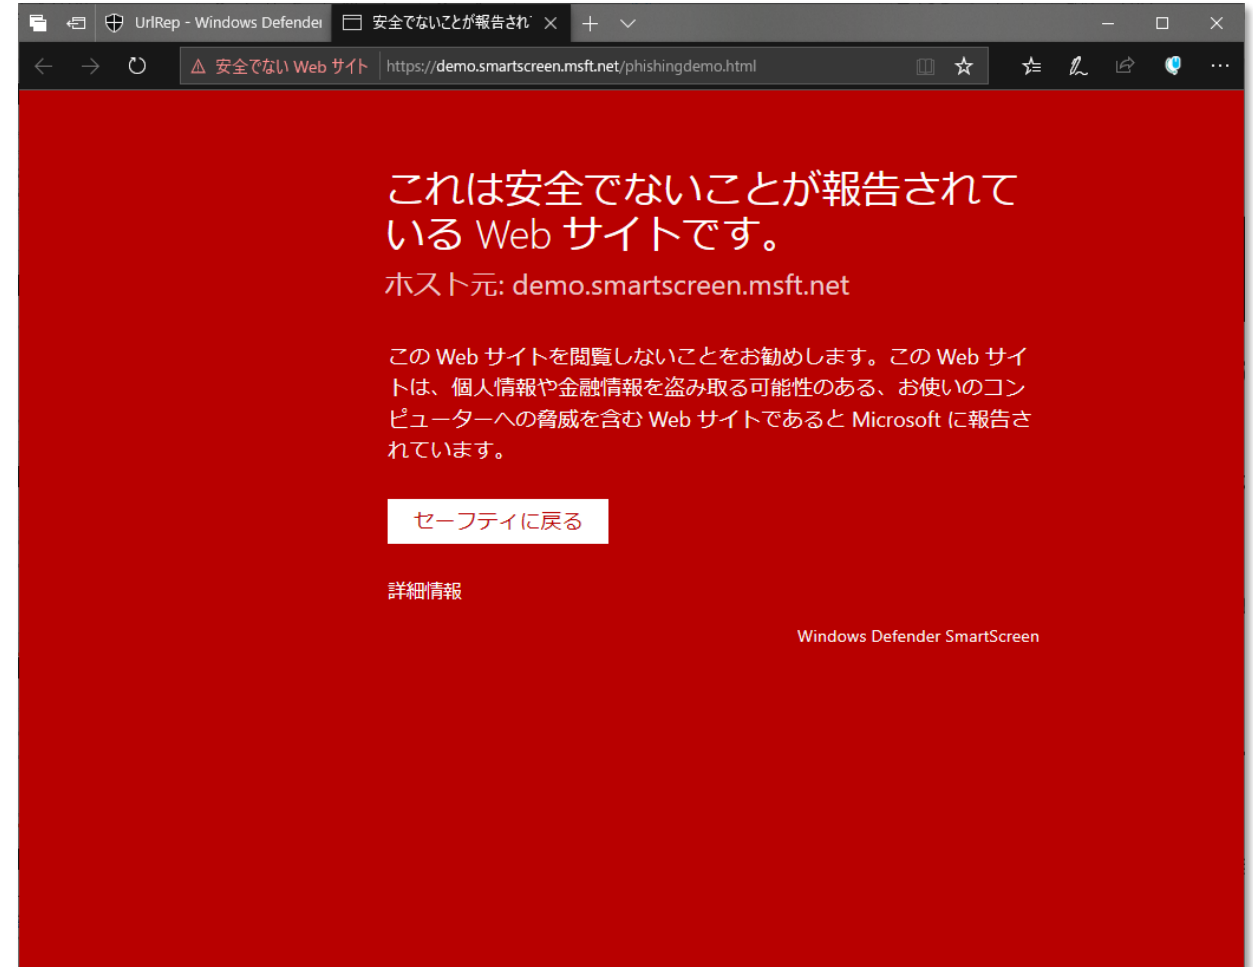 UrlRep - Windows Defender
安全でないことが報告され
安全でない Web サイト
https://demo.smartscreen.msft.net/phishingdemo.html
これは安全でないことが報告されて
いる Web サイトです。
ホスト元: demo.smartscreen.msft.net
この Web サイトを閲覧しないことをお勧めします。この Web サイ
トは、個人情報や金融情報を盗み取る可能性のある、お使いのコン
ピューターへの脅威を含む Web サイトであると Microsoft に報告さ
れています。
セーフティに戻る
詳細情報
Windows Defender SmartScreen